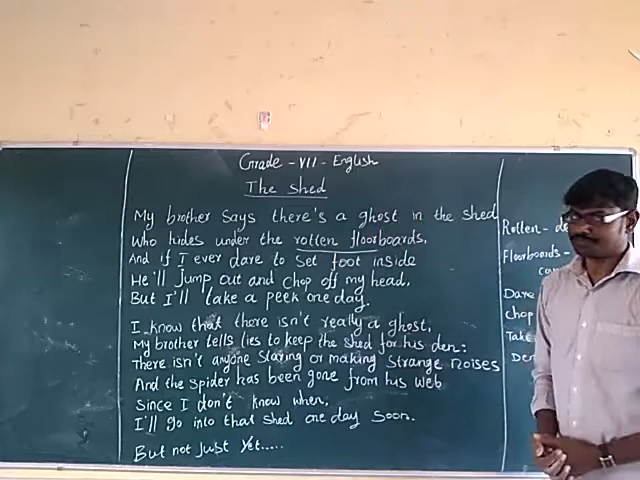 Grade - VII - English
The Shed
My brother says there's a ghost in the shed
Who hides under the rotten floorboards,
And if I ever dare to set foot inside
He'll jump out and chop off my head,
But I'll take a peek one day.
I know that there isn't really a ghost,
My brother tells lies to keep the shed for his den:
There isn't anyone staring or making strange noises
And the spider has been gone from his web
Since I don't know when,
I'll go into that shed one day soon.
But not just yet.....
Rotten - de
Floorboards -
Dare
chop
Take
Den